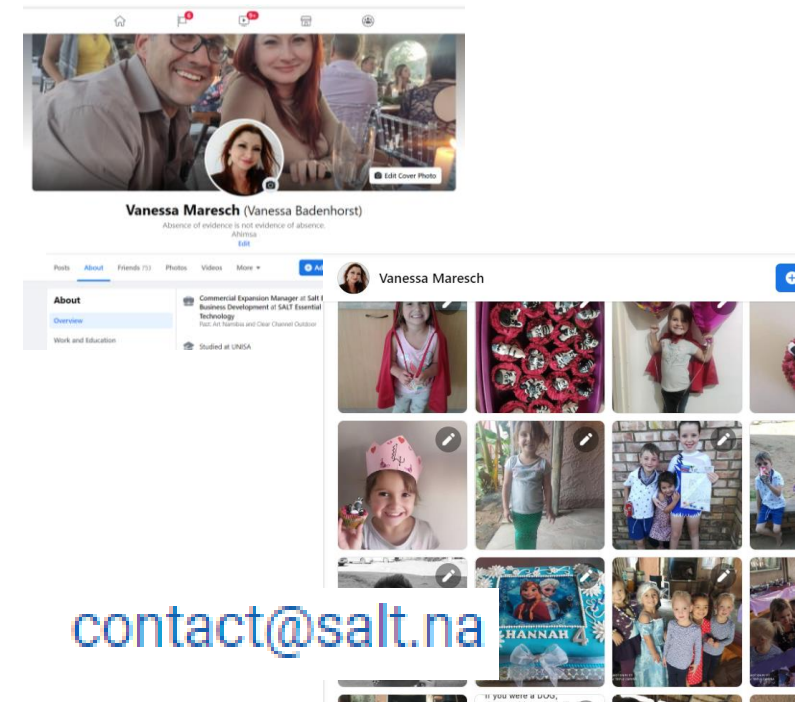 6
9+
Edit Cover Photo
Vanessa Maresch (Vanessa Badenhorst)
Absence of evidence is not evidence of absence.
Ahimsa
Edit
Posts About Friends 751 Photos Videos More
About
Overview
Work and Education
Commercial Expansion Manager at Salt
Business Development at SALT Essential
Technology
Past: Art Namibia and Clear Channel Outdoor
Studied at UNISA
Vanessa Maresch
4
HANNAH 4
contact@salt.na
If you were a DOG,